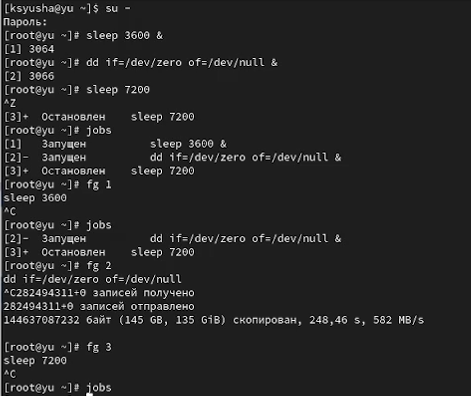 [ksyusha@yu ~]$ su -
Пароль:
[root@yu ~]# sleep 3600 &
[1] 3064
[root@yu ~]# dd if=/dev/zero of=/dev/null &
[2] 3066
[root@yu ~]# sleep 7200
^Z
[3]+  Остановлен    sleep 7200
[root@yu ~]# jobs
[1]   Запущен          sleep 3600 &
[2]-  Запущен          dd if=/dev/zero of=/dev/null &
[3]+  Остановлен    sleep 7200
[root@yu ~]# fg 1
sleep 3600
^C
[root@yu ~]# jobs
[2]-  Запущен          dd if=/dev/zero of=/dev/null &
[3]+  Остановлен    sleep 7200
[root@yu ~]# fg 2
dd if=/dev/zero of=/dev/null
^C282494311+0 записей получено
282494311+0 записей отправлено
144637087232 байт (145 GB, 135 GiB) скопирован, 248,46 s, 582 MB/s
[root@yu ~]# fg 3
sleep 7200
^C
[root@yu ~]# jobs